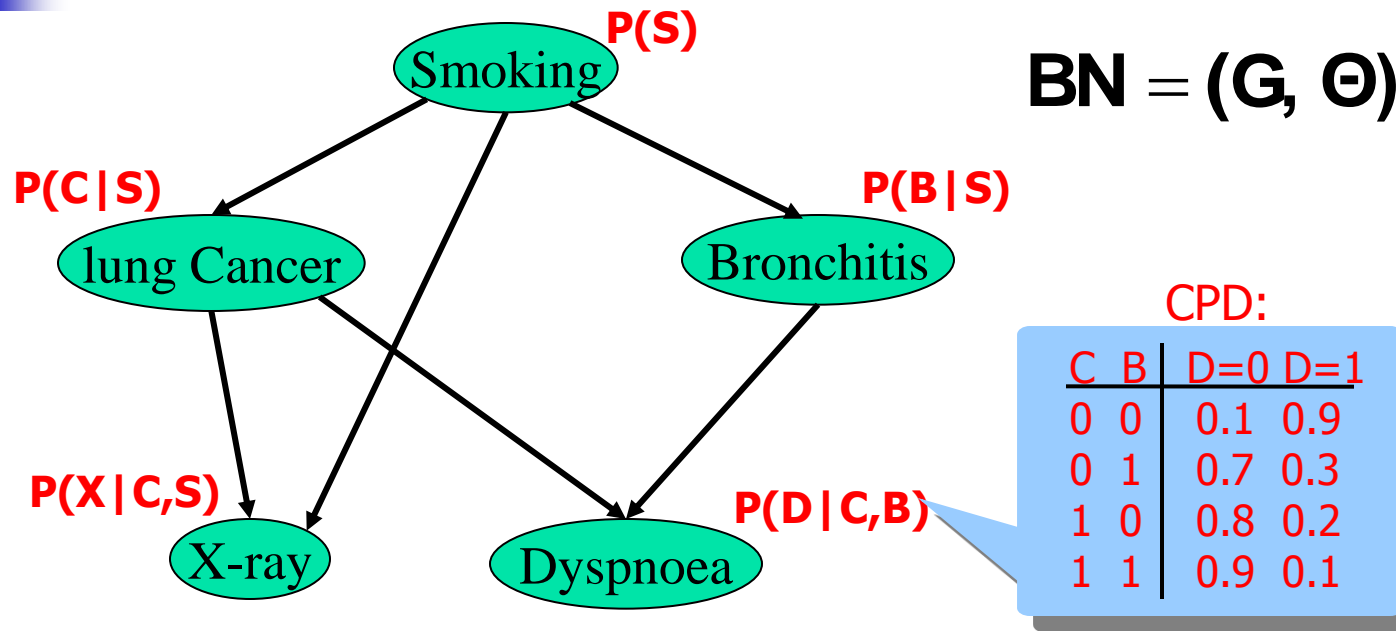 P(S)
Smoking
BN = (G, Θ)
P(C|S)
P(B|S)
lung Cancer
Bronchitis
CPD:
C B D=0 D=1
0 0 0.1 0.9
0 1 0.7 0.3
1 0 0.8 0.2
1 1 0.9 0.1
P(X|C,S)
P(D|C,B)
X-ray
Dyspnoea